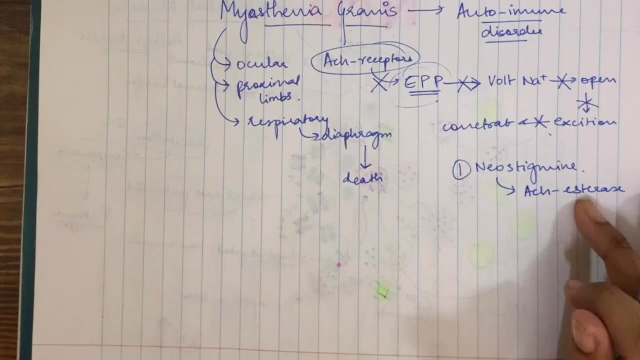 Myasthenia Gravis → Auto-immune
disorder
→ ocular
Ach-receptors
→ proximal
limbs.
EPP → Volt Na+ → open
→ respiratory
→ diaphragm
excition
death
① Neostigmine.
→ Ach-esterase